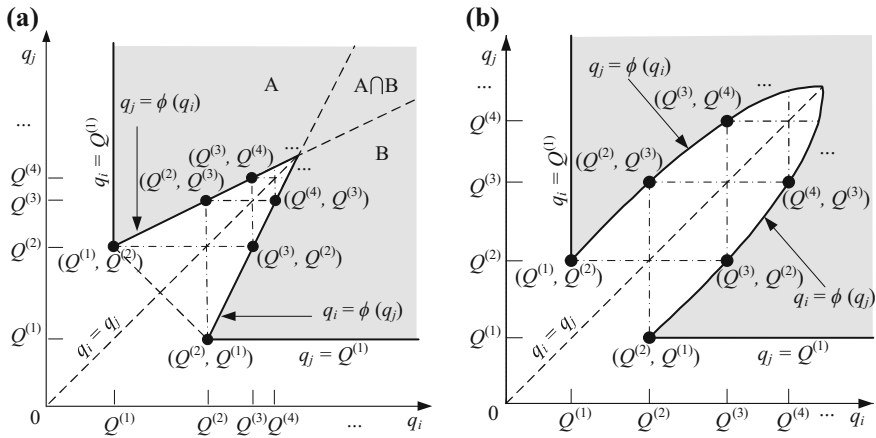 (a)
q_j
A
A∩B
B
q_j = ϕ (q_i)
q_i = Q^(1)
...
Q^(4)
Q^(3)
Q^(2)
Q^(1)
(Q^(3), Q^(4))
...
...
(Q^(2), Q^(3))
(Q^(4), Q^(3))
(Q^(1), Q^(2))
(Q^(3), Q^(2))
q_i = q_j
q_i = ϕ (q_j)
(Q^(2), Q^(1))
q_j = Q^(1)
0
Q^(1)
Q^(2)
Q^(3)
Q^(4)
...
q_i
(b)
q_j
q_j = ϕ (q_i)
...
...
(Q^(3), Q^(4))
Q^(4)
q_i = Q^(1)
(Q^(2), Q^(3))
...
Q^(3)
(Q^(4), Q^(3))
Q^(2)
(Q^(1), Q^(2))
(Q^(3), Q^(2))
q_i = ϕ (q_j)
Q^(1)
q_i = q_j
(Q^(2), Q^(1))
q_j = Q^(1)
0
Q^(1)
Q^(2)
Q^(3)
Q^(4)
...
q_i